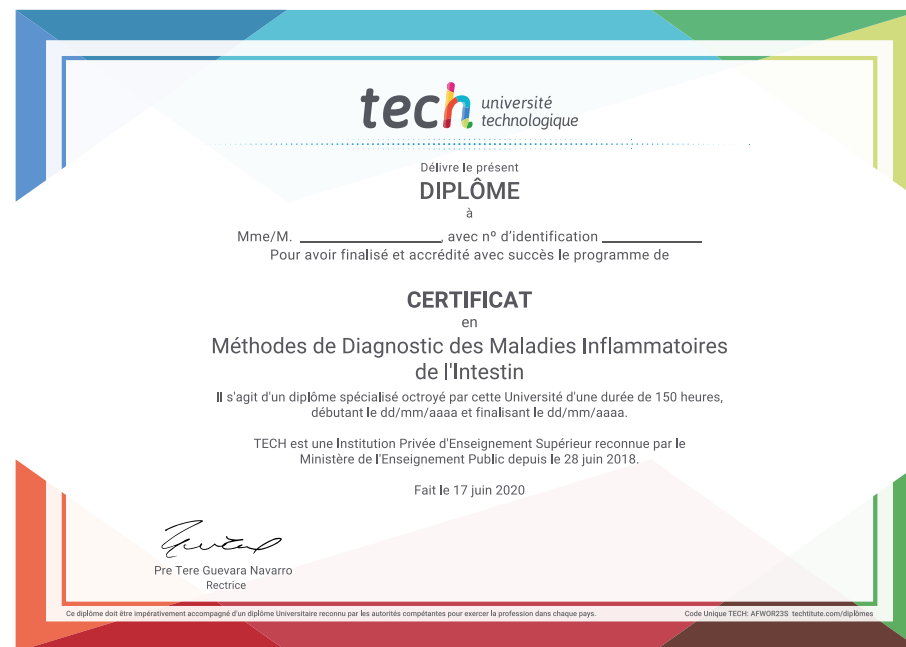 tech université
technologique
Délivre le présent
DIPLÔME
à
Mme/M. ____________________, avec nº d'identification ______________
Pour avoir finalisé et accrédité avec succès le programme de
CERTIFICAT
en
Méthodes de Diagnostic des Maladies Inflammatoires
de l'Intestin
Il s'agit d'un diplôme spécialisé octroyé par cette Université d'une durée de 150 heures,
débutant le dd/mm/aaaa et finalisant le dd/mm/aaaa.
TECH est une Institution Privée d'Enseignement Supérieur reconnue par le
Ministère de l'Enseignement Public depuis le 28 juin 2018.
Fait le 17 juin 2020
Pre Tere Guevara Navarro
Rectrice
Ce diplôme doit être impérativement accompagné d'un diplôme Universitaire reconnu par les autorités compétantes pour exercer la profession dans chaque pays. Code Unique TECH: AFWOR23S techtitute.com/diplômes